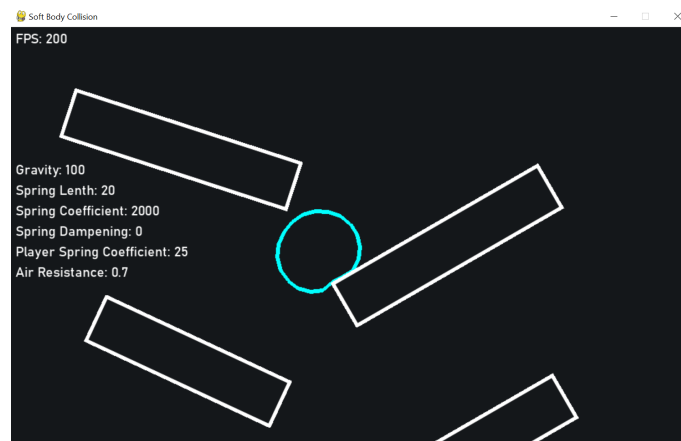 Soft Body Collision
FPS: 200
Gravity: 100
Spring Lenth: 20
Spring Coefficient: 2000
Spring Dampening: 0
Player Spring Coefficient: 25
Air Resistance: 0.7